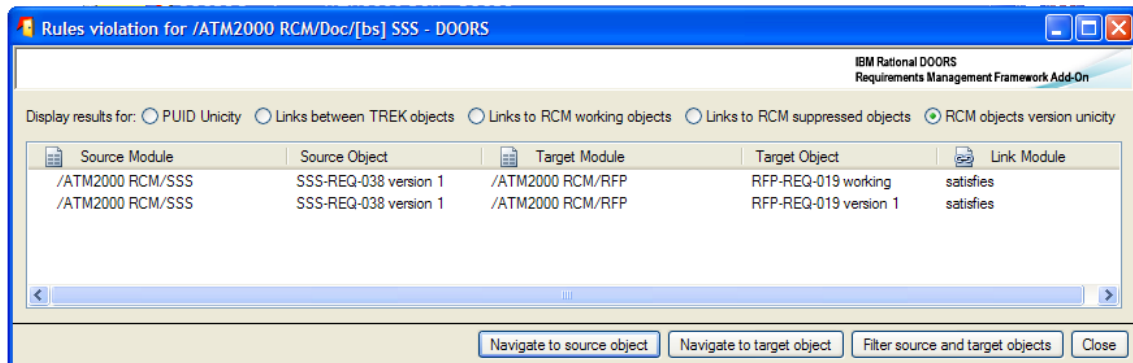 Rules violation for /ATM2000 RCM/Doc/[bs] SSS - DOORS
IBM Rational DOORS
Requirements Management Framework Add-On
Display results for: PUID Unicity Links between TREK objects Links to RCM working objects Links to RCM suppressed objects RCM objects version unicity
Source Module Source Object Target Module Target Object Link Module
/ATM2000 RCM/SSS SSS-REQ-038 version 1 /ATM2000 RCM/RFP RFP-REQ-019 working satisfies
/ATM2000 RCM/SSS SSS-REQ-038 version 1 /ATM2000 RCM/RFP RFP-REQ-019 version 1 satisfies
Navigate to source object Navigate to target object Filter source and target objects Close